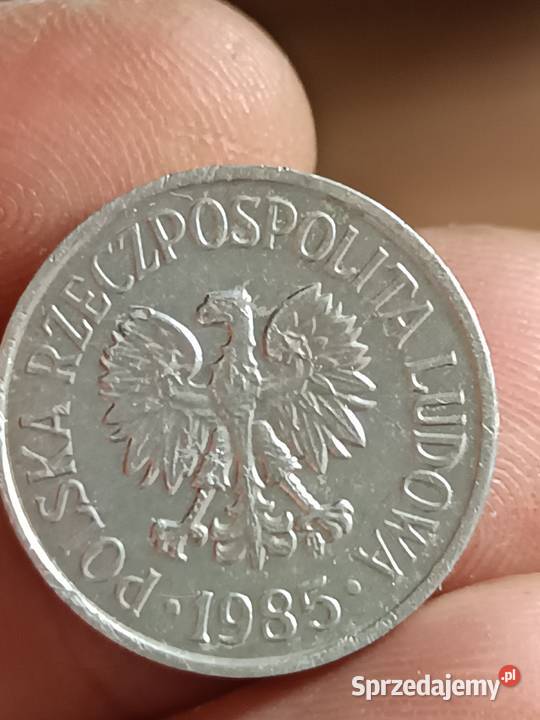 POLSKA RZECZPOSPOLITA LUDOWA
· 1985 ·
Sprzedajemy.pl